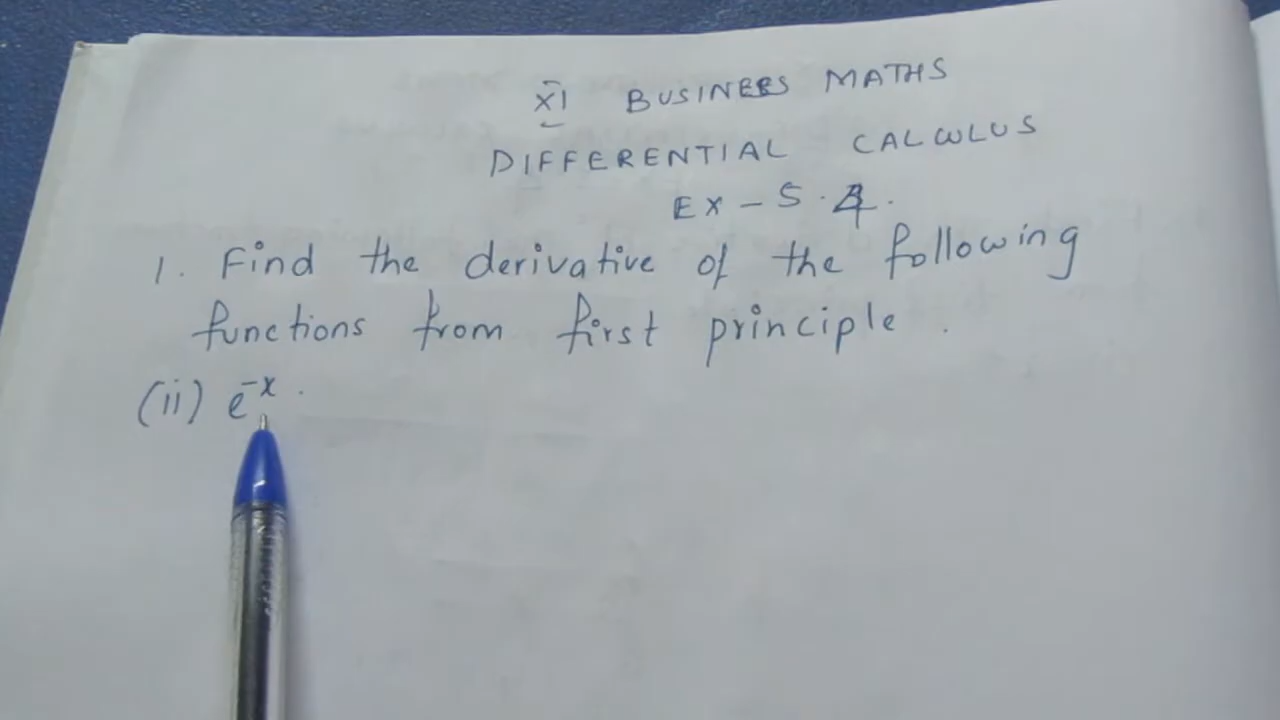 XI BUSINESS MATHS
DIFFERENTIAL CALCULUS
EX - 5.4.
1. Find the derivative of the following
functions from first principle.
(ii) e⁻ˣ.